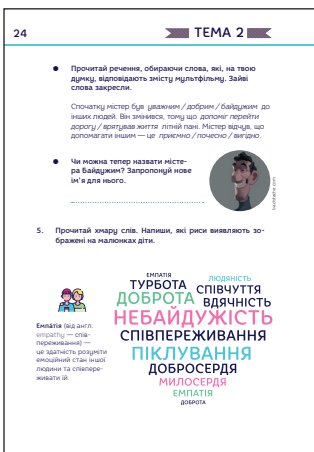 24
ТЕМА 2
● Прочитай речення, обираючи слова, які, на твою
думку, відповідають змісту мультфільму. Зайві
слова закресли.
Спочатку містер був уважним / добрим / байдужим до
інших людей. Він змінився, тому що допоміг перейти
дорогу / врятував життя літній пані. Містер відчув, що
допомагати іншим — це приємно / почесно / вигідно.
● Чи можна тепер назвати місте-
ра Байдужим? Запропонуй нове
ім'я для нього.
5. Прочитай хмару слів. Напиши, які риси виявляють зо-
бражені на малюнках діти.
ЕМПАТІЯ
ЛЮДЯНІСТЬ
ТУРБОТА
СПІВЧУТТЯ
ДОБРОТА
ВДЯЧНІСТЬ
НЕБАЙДУЖІСТЬ
СПІВПЕРЕЖИВАННЯ
ПІКЛУВАННЯ
ДОБРОСЕРДЯ
МИЛОСЕРДЯ
ЕМПАТІЯ
ДОБРОТА
Емпáтія (від англ.
empathy — спів-
переживання) —
це здатність розуміти
емоційний стан іншої
людини та співпере-
живати їй.